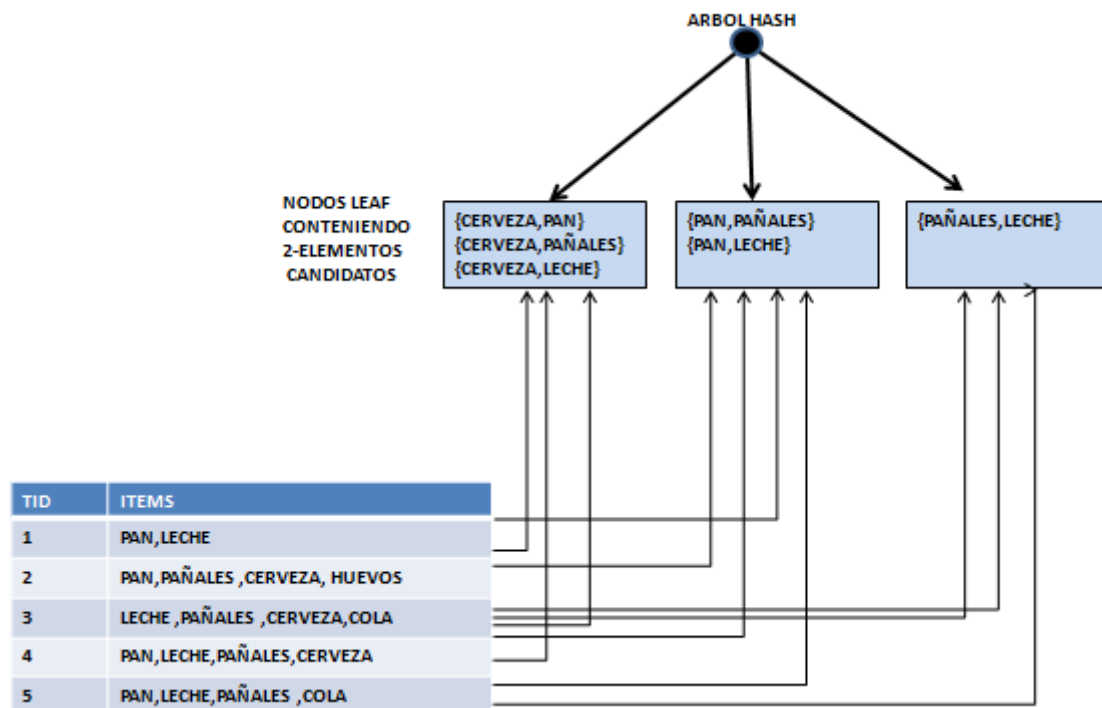 ARBOL HASH
NODOS LEAF
CONTENIENDO
2-ELEMENTOS
CANDIDATOS
{CERVEZA,PAN}
{CERVEZA,PAÑALES}
{CERVEZA,LECHE}
{PAN,PAÑALES}
{PAN,LECHE}
{PAÑALES,LECHE}
TID ITEMS
1 PAN,LECHE
2 PAN,PAÑALES ,CERVEZA, HUEVOS
3 LECHE ,PAÑALES ,CERVEZA,COLA
4 PAN,LECHE,PAÑALES,CERVEZA
5 PAN,LECHE,PAÑALES ,COLA